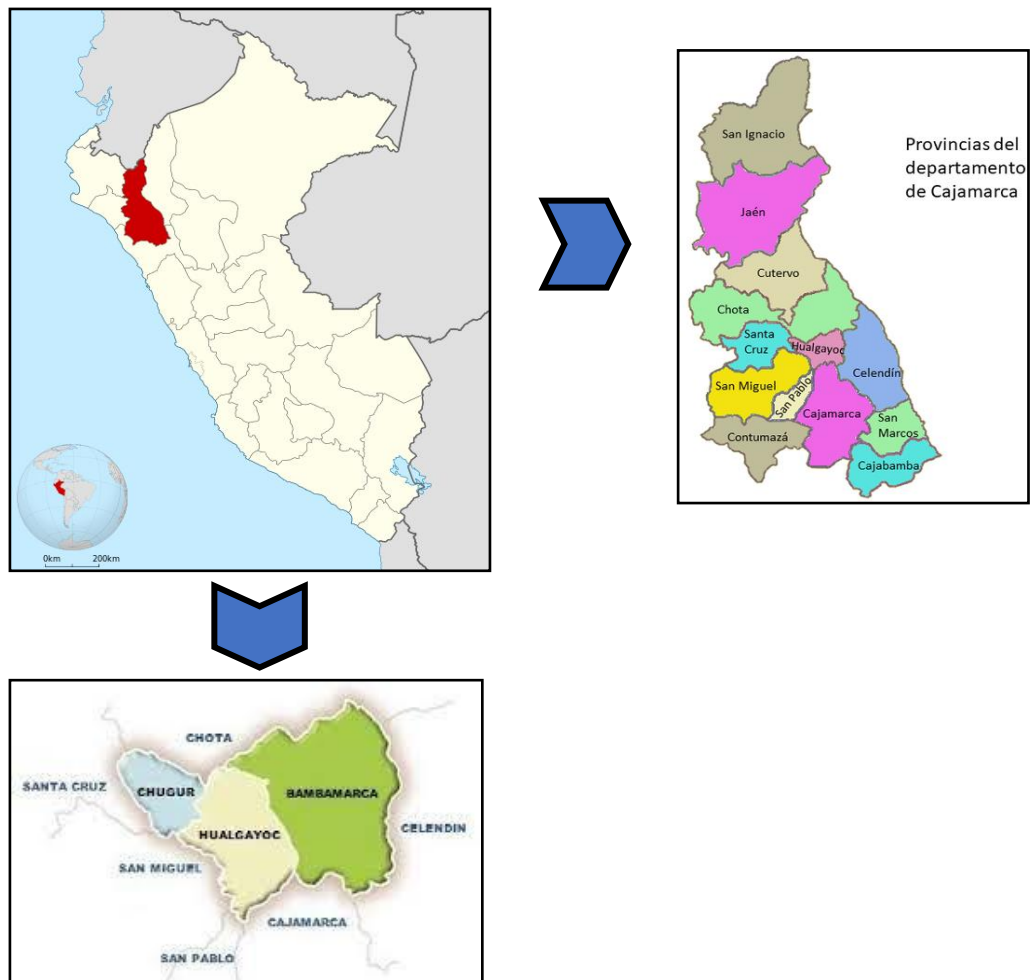 0km 200km
Provincias del
departamento
de Cajamarca
San Ignacio
Jaén
Cutervo
Chota
Santa
Cruz
Hualgayoc
Celendín
San Miguel
San Pablo
Cajamarca
San
Marcos
Contumazá
Cajabamba
CHOTA
SANTA CRUZ
CHUGUR
BAMBAMARCA
HUALGAYOC
CELENDIN
SAN MIGUEL
CAJAMARCA
SAN PABLO